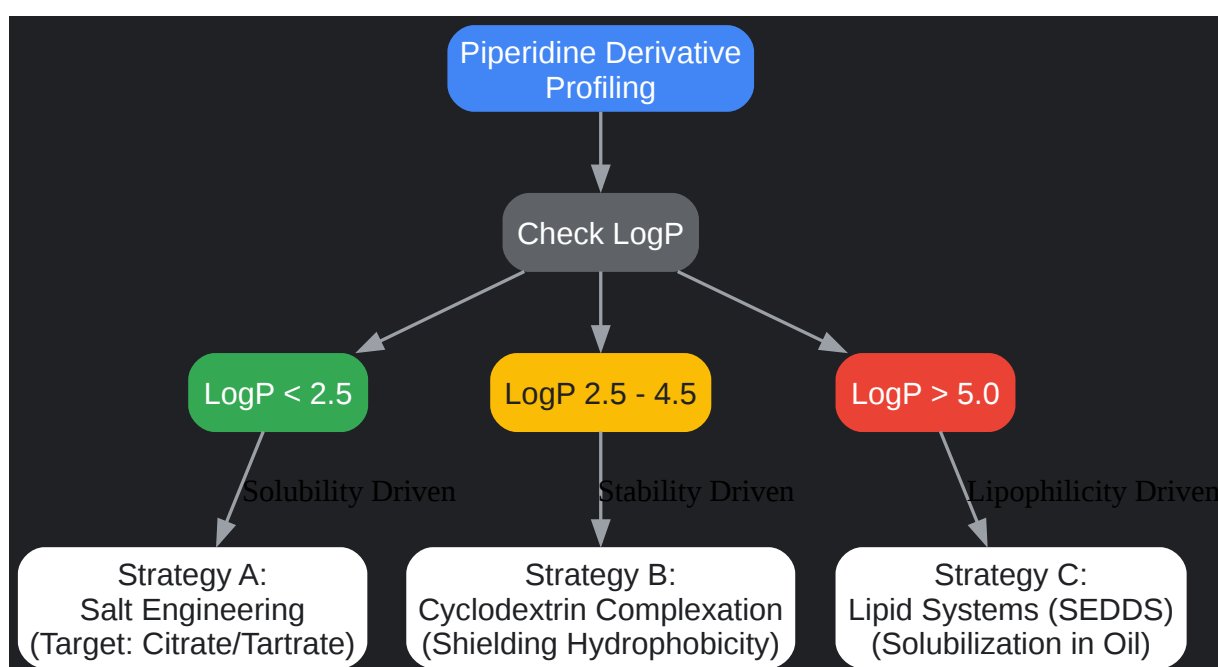 Piperidine Derivative
Profiling
Check LogP
LogP < 2.5
LogP 2.5 - 4.5
LogP > 5.0
Solubility Driven
Stability Driven
Lipophilicity Driven
Strategy A:
Salt Engineering
(Target: Citrate/Tartrate)
Strategy B:
Cyclodextrin Complexation
(Shielding Hydrophobicity)
Strategy C:
Lipid Systems (SEDDS)
(Solubilization in Oil)